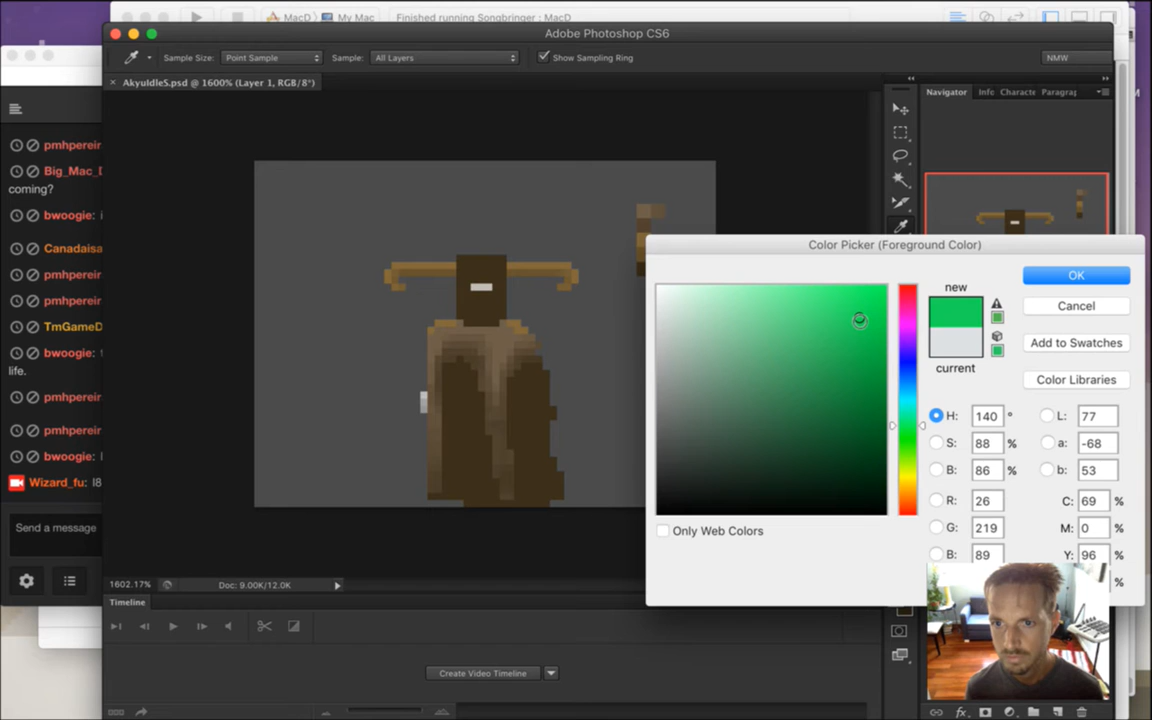 MacD
My Mac
Finished running Songbringer : MacD
Adobe Photoshop CS6
Sample Size:
Point Sample
Sample:
All Layers
Show Sampling Ring
NMW
× AkyuIdleS.psd @ 1600% (Layer 1, RGB/8*)
Navigator
Info
Characte
Paragrap
pmhpereir
Big_Mac_D
coming?
bwoogie:
Canadaisa
pmhpereir
pmhpereir
TmGameD
bwoogie:
life.
pmhpereir
pmhpereir
bwoogie:
Wizard_fu: I8
Send a message
Color Picker (Foreground Color)
new
current
OK
Cancel
Add to Swatches
Color Libraries
H: 140 °
L: 77
S: 88 %
a: -68
B: 86 %
b: 53
R: 26
C: 69 %
G: 219
M: 0 %
B: 89
Y: 96 %
%
Only Web Colors
1602.17%
Doc: 9.00K/12.0K
Timeline
Create Video Timeline
fx